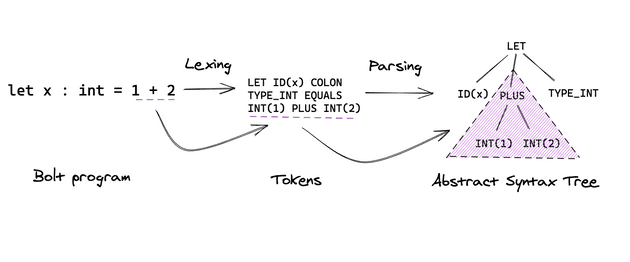 Lexing
Parsing
let x : int = 1 + 2
LET ID(x) COLON
TYPE_INT EQUALS
INT(1) PLUS INT(2)
LET
ID(x) PLUS TYPE_INT
INT(1) INT(2)
Bolt program
Tokens
Abstract Syntax Tree